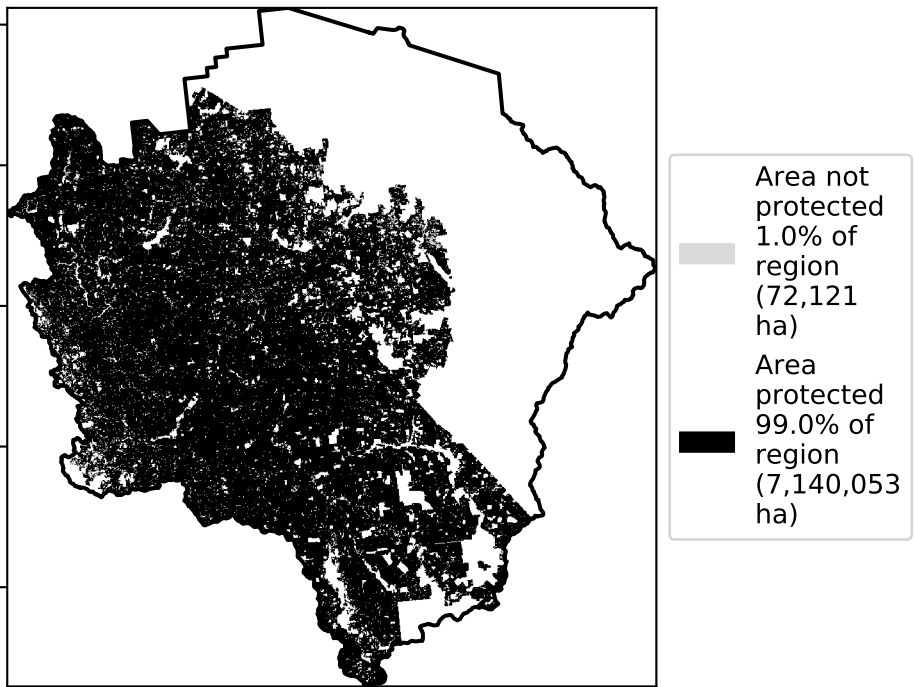 Area not
protected
1.0% of
region
(72,121
ha)
Area
protected
99.0% of
region
(7,140,053
ha)